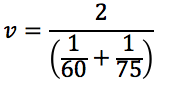 v = 2 / (1/60 + 1/75)